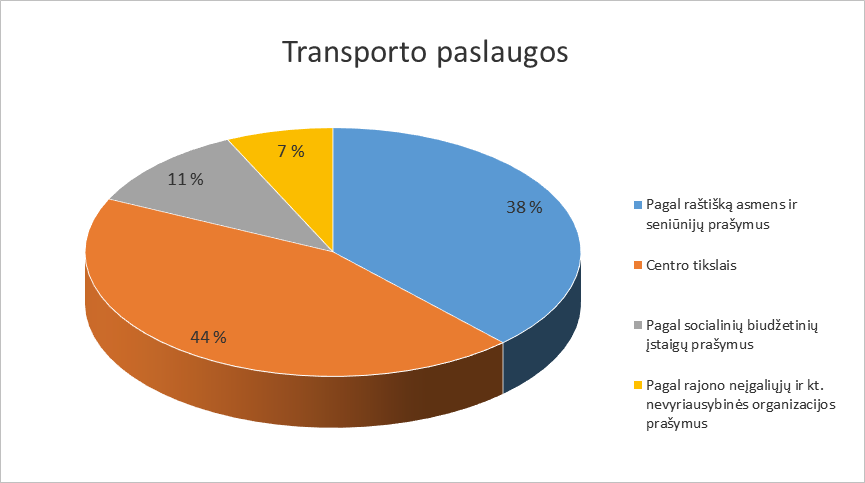 Transporto paslaugos
7 %
11 %
38 %
44 %
Pagal raštišką asmens ir
seniūnijų prašymus
Centro tikslais
Pagal socialinių biudžetinių
įstaigų prašymus
Pagal rajono neįgaliųjų ir kt.
nevyriausybinės organizacijos
prašymus